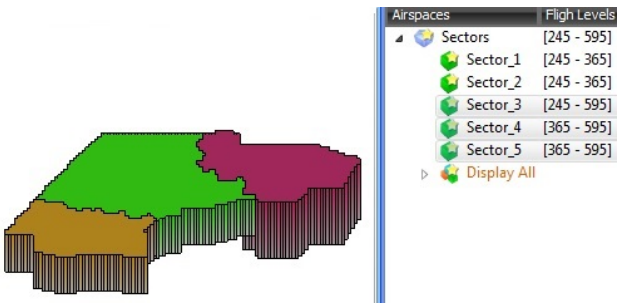 Airspaces Fligh Levels
Sectors [245 - 595]
Sector_1 [245 - 365]
Sector_2 [245 - 365]
Sector_3 [245 - 595]
Sector_4 [365 - 595]
Sector_5 [365 - 595]
Display All